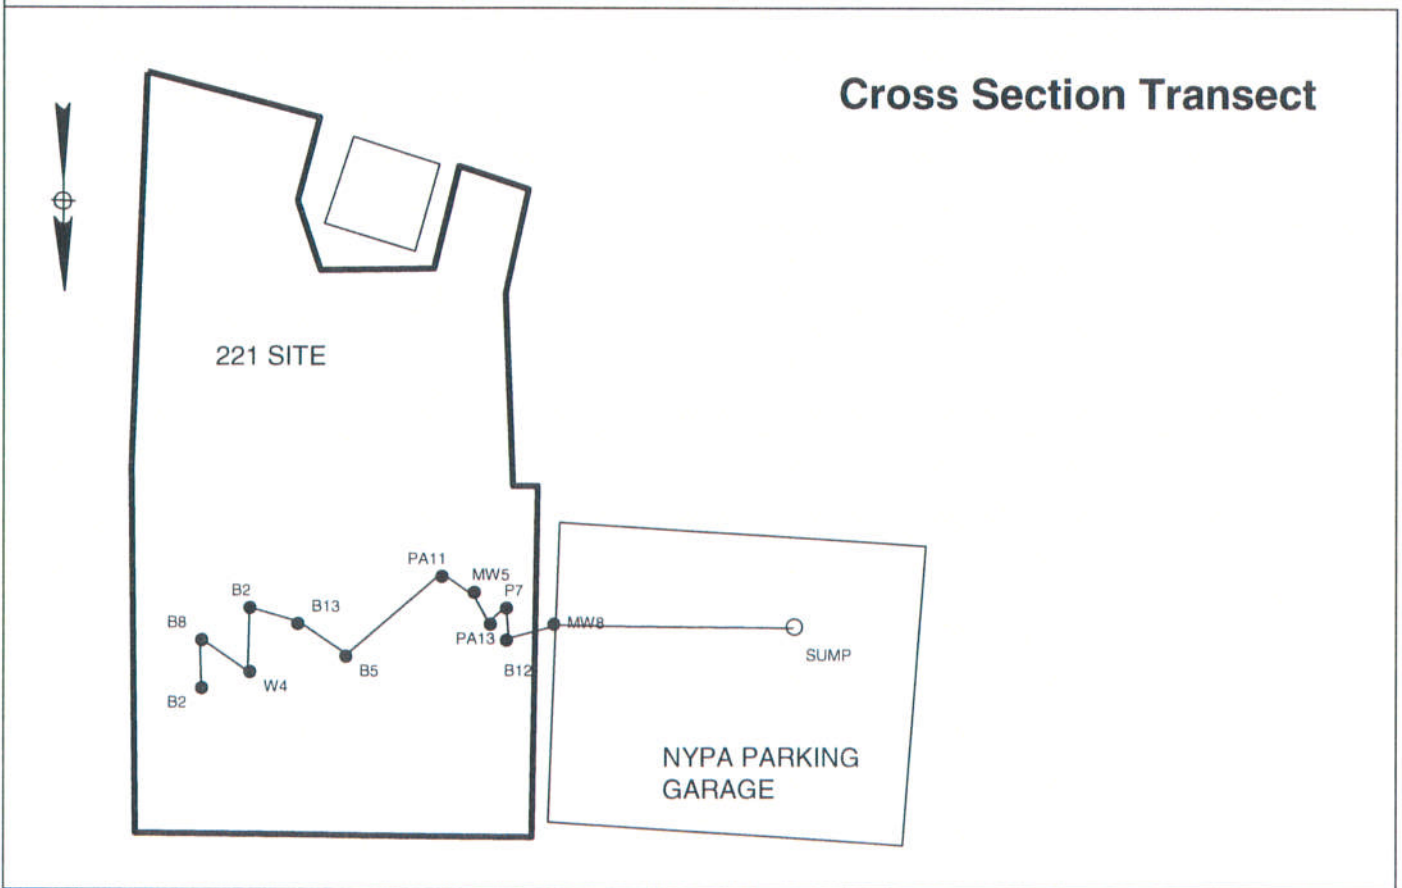 Cross Section Transect
221 SITE
PA11
MW5
B2
P7
B13
B8
MW8
PA13
SUMP
B5
B12
W4
B2
NYPA PARKING
GARAGE